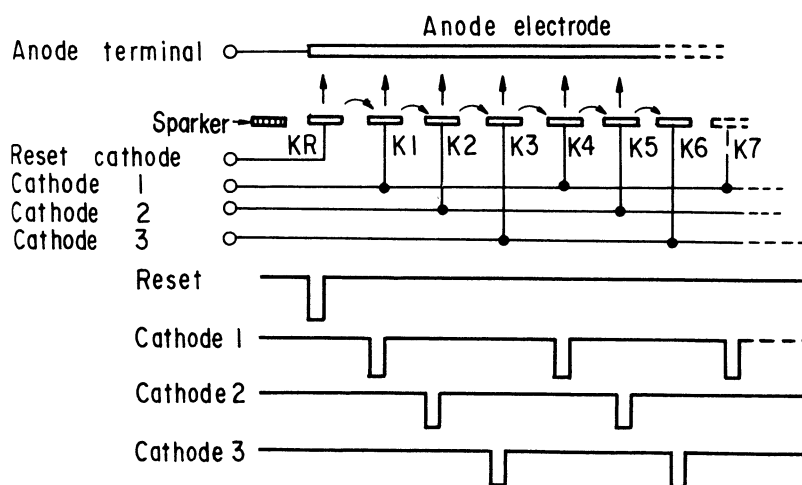 Anode electrode
Anode terminal
Sparker
KR K1 K2 K3 K4 K5 K6 K7
Reset cathode
Cathode 1
Cathode 2
Cathode 3
Reset
Cathode 1
Cathode 2
Cathode 3